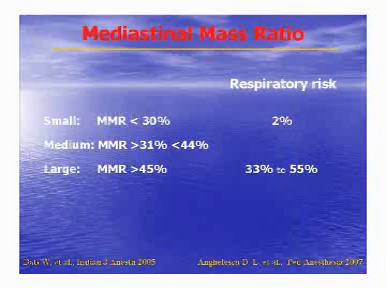 Mediastinal Mass Ratio
Respiratory risk
Small: MMR < 30% 2%
Medium: MMR >31% <44%
Large: MMR >45% 33% to 55%
W, et al., Indian J Anesth 2005 Anghelescu D. L, et al., Ped Anesthesia 2007